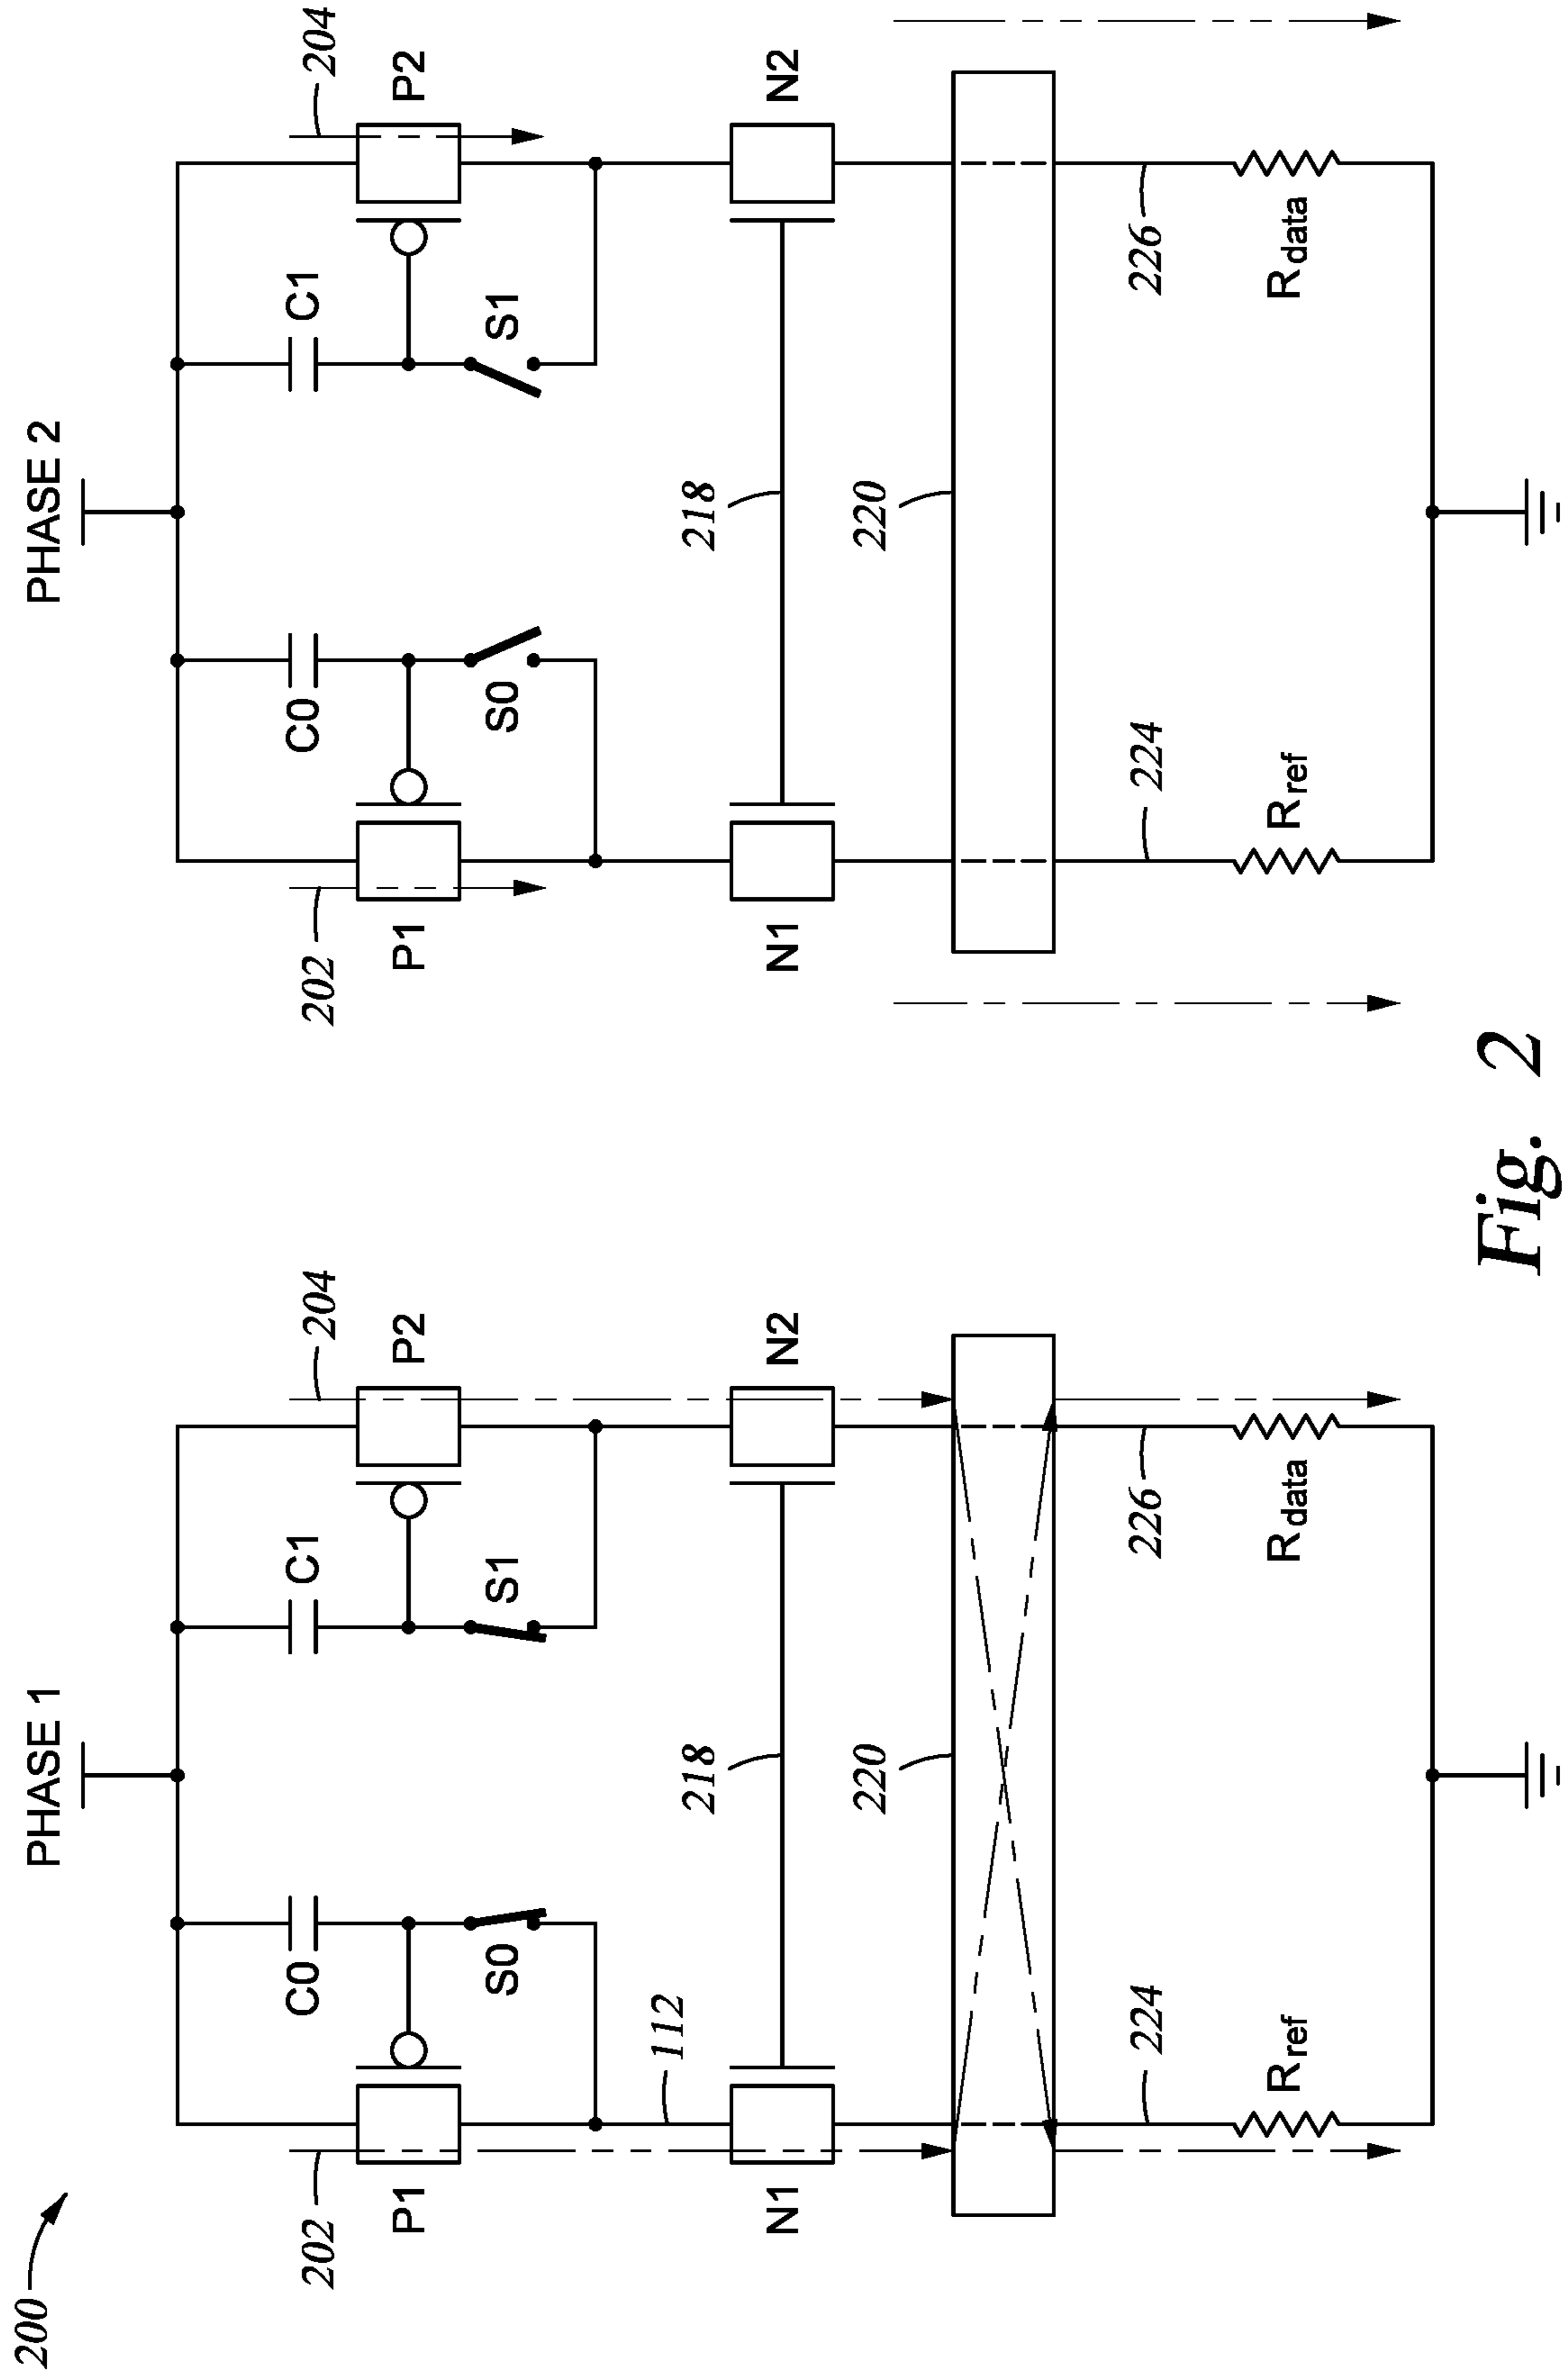 200
PHASE 1
202
C0
C1
204
P1
P2
S0
S1
112
218
N1
N2
220
224
226
Rref
Rdata
PHASE 2
202
C0
C1
204
P1
P2
S0
S1
218
N1
N2
220
224
226
Rref
Rdata
Fig. 2